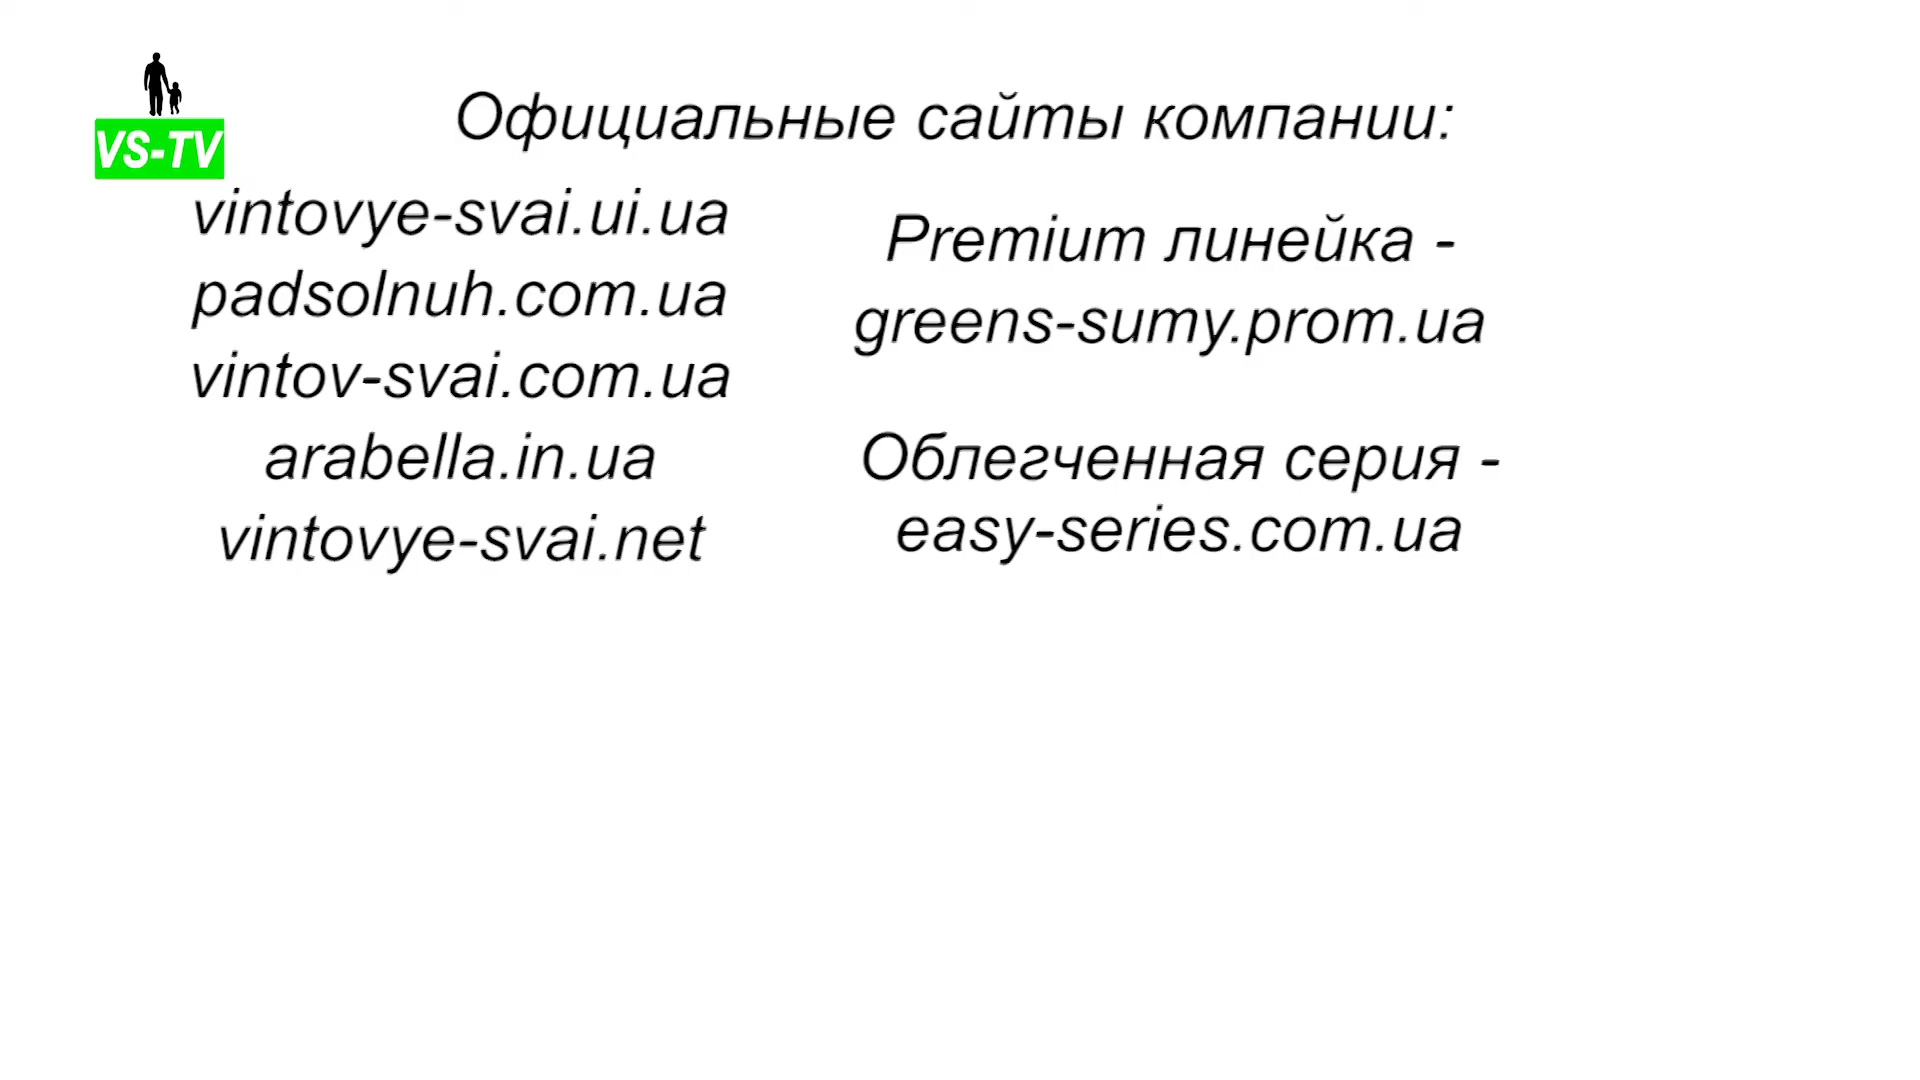 VS-TV
Официальные сайты компании:
vintovye-svai.ui.ua
padsolnuh.com.ua
vintov-svai.com.ua
arabella.in.ua
vintovye-svai.net
Premium линейка -
greens-sumy.prom.ua
Облегченная серия -
easy-series.com.ua